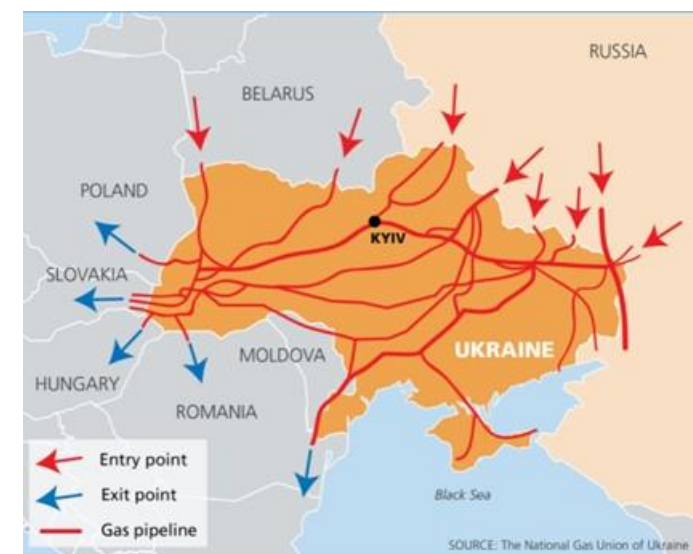 RUSSIA
BELARUS
POLAND
KYIV
SLOVAKIA
MOLDOVA
UKRAINE
HUNGARY
ROMANIA
Entry point
Exit point
Gas pipeline
Black Sea
SOURCE: The National Gas Union of Ukraine